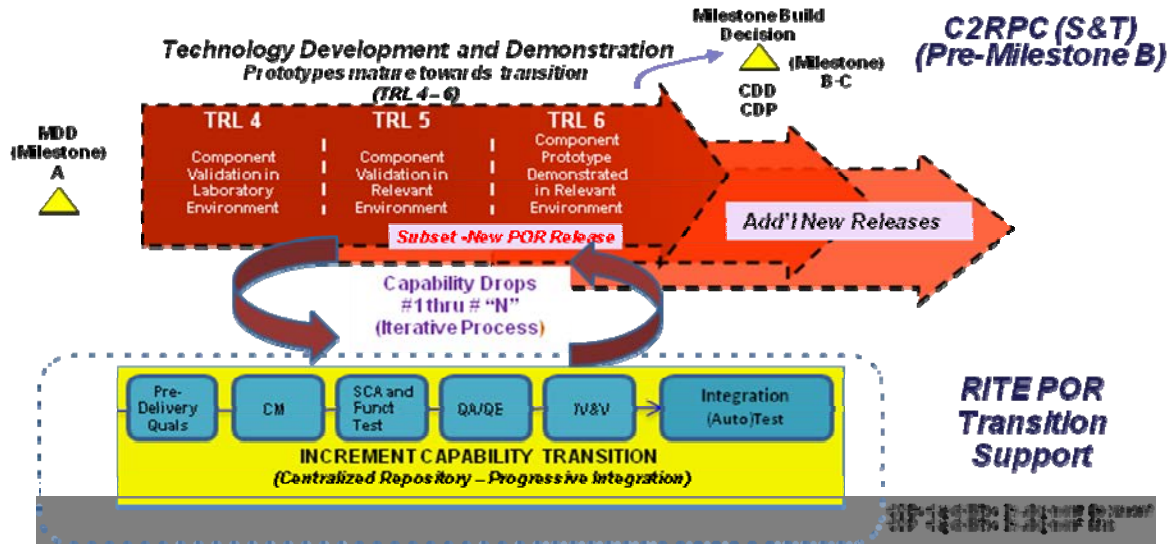 Milestone Build
Decision
(Milestone)
B-C
CDD
CDP
C2RPC (S&T)
(Pre-Milestone B)
Technology Development and Demonstration
Prototypes mature towards transition
(TRL 4 – 6)
MDD
(Milestone)
A
TRL 4
Component
Validation in
Laboratory
Environment
TRL 5
Component
Validation in
Relevant
Environment
TRL 6
Component
Prototype
Demonstrated
in Relevant
Environment
Subset -New POR Release
Add'l New Releases
Capability Drops
#1 thru # "N"
(Iterative Process)
Pre-
Delivery
Quals
CM
SCA and
Funct
Test
QA/QE
IV&V
Integration
(Auto)Test
INCREMENT CAPABILITY TRANSITION
(Centralized Repository – Progressive Integration)
RITE POR
Transition
Support